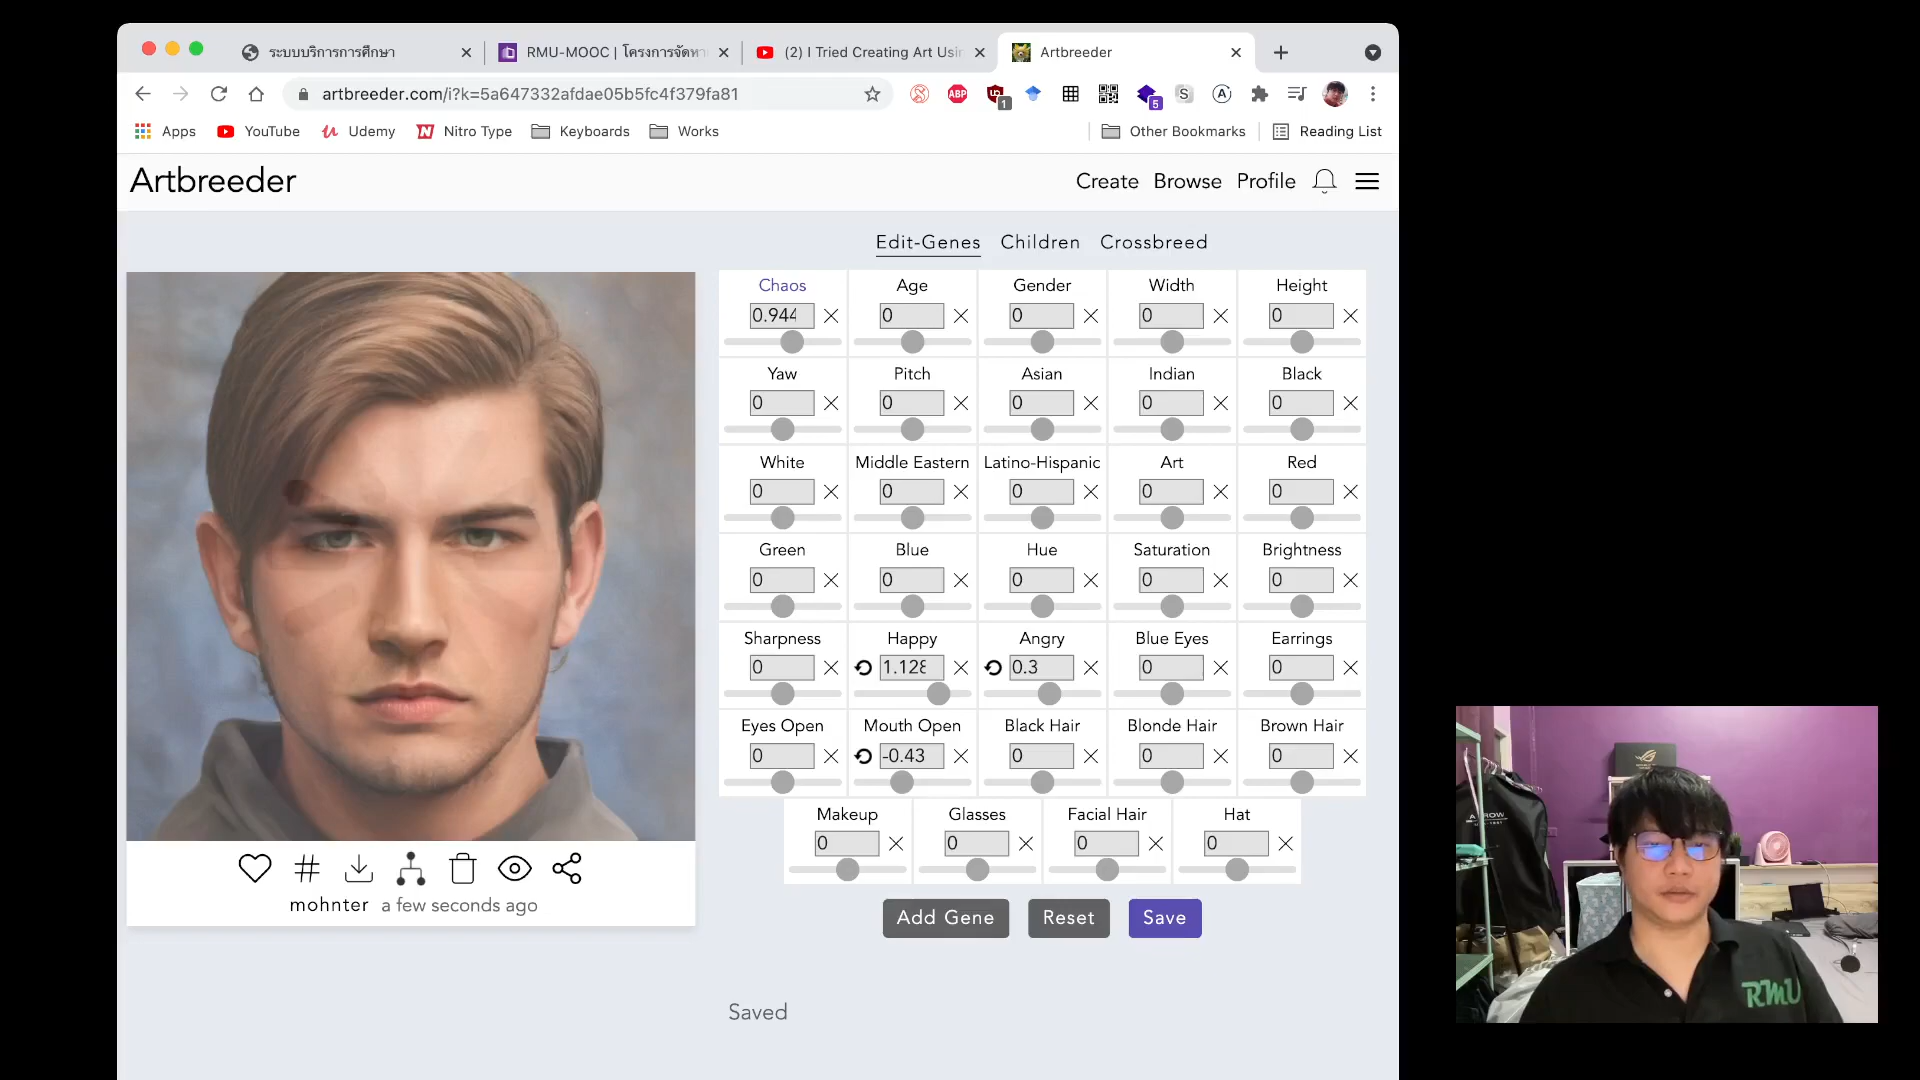 ระบบบริการการศึกษา
RMU-MOOC | โครงการจัดหา
(2) I Tried Creating Art Usin
Artbreeder
artbreeder.com/i?k=5a647332afdae05b5fc4f379fa81
ABP
1
5
S
A
Apps
YouTube
Udemy
Nitro Type
Keyboards
Works
Other Bookmarks
Reading List
Artbreeder
Create Browse Profile
Edit-Genes Children Crossbreed
Chaos Age Gender Width Height
0.944 0 0 0 0
Yaw Pitch Asian Indian Black
0 0 0 0 0
White Middle Eastern Latino-Hispanic Art Red
0 0 0 0 0
Green Blue Hue Saturation Brightness
0 0 0 0 0
Sharpness Happy Angry Blue Eyes Earrings
0 1.128 0.3 0 0
Eyes Open Mouth Open Black Hair Blonde Hair Brown Hair
0 -0.43 0 0 0
Makeup Glasses Facial Hair Hat
0 0 0 0
mohnter a few seconds ago
Add Gene Reset Save
Saved
RMU